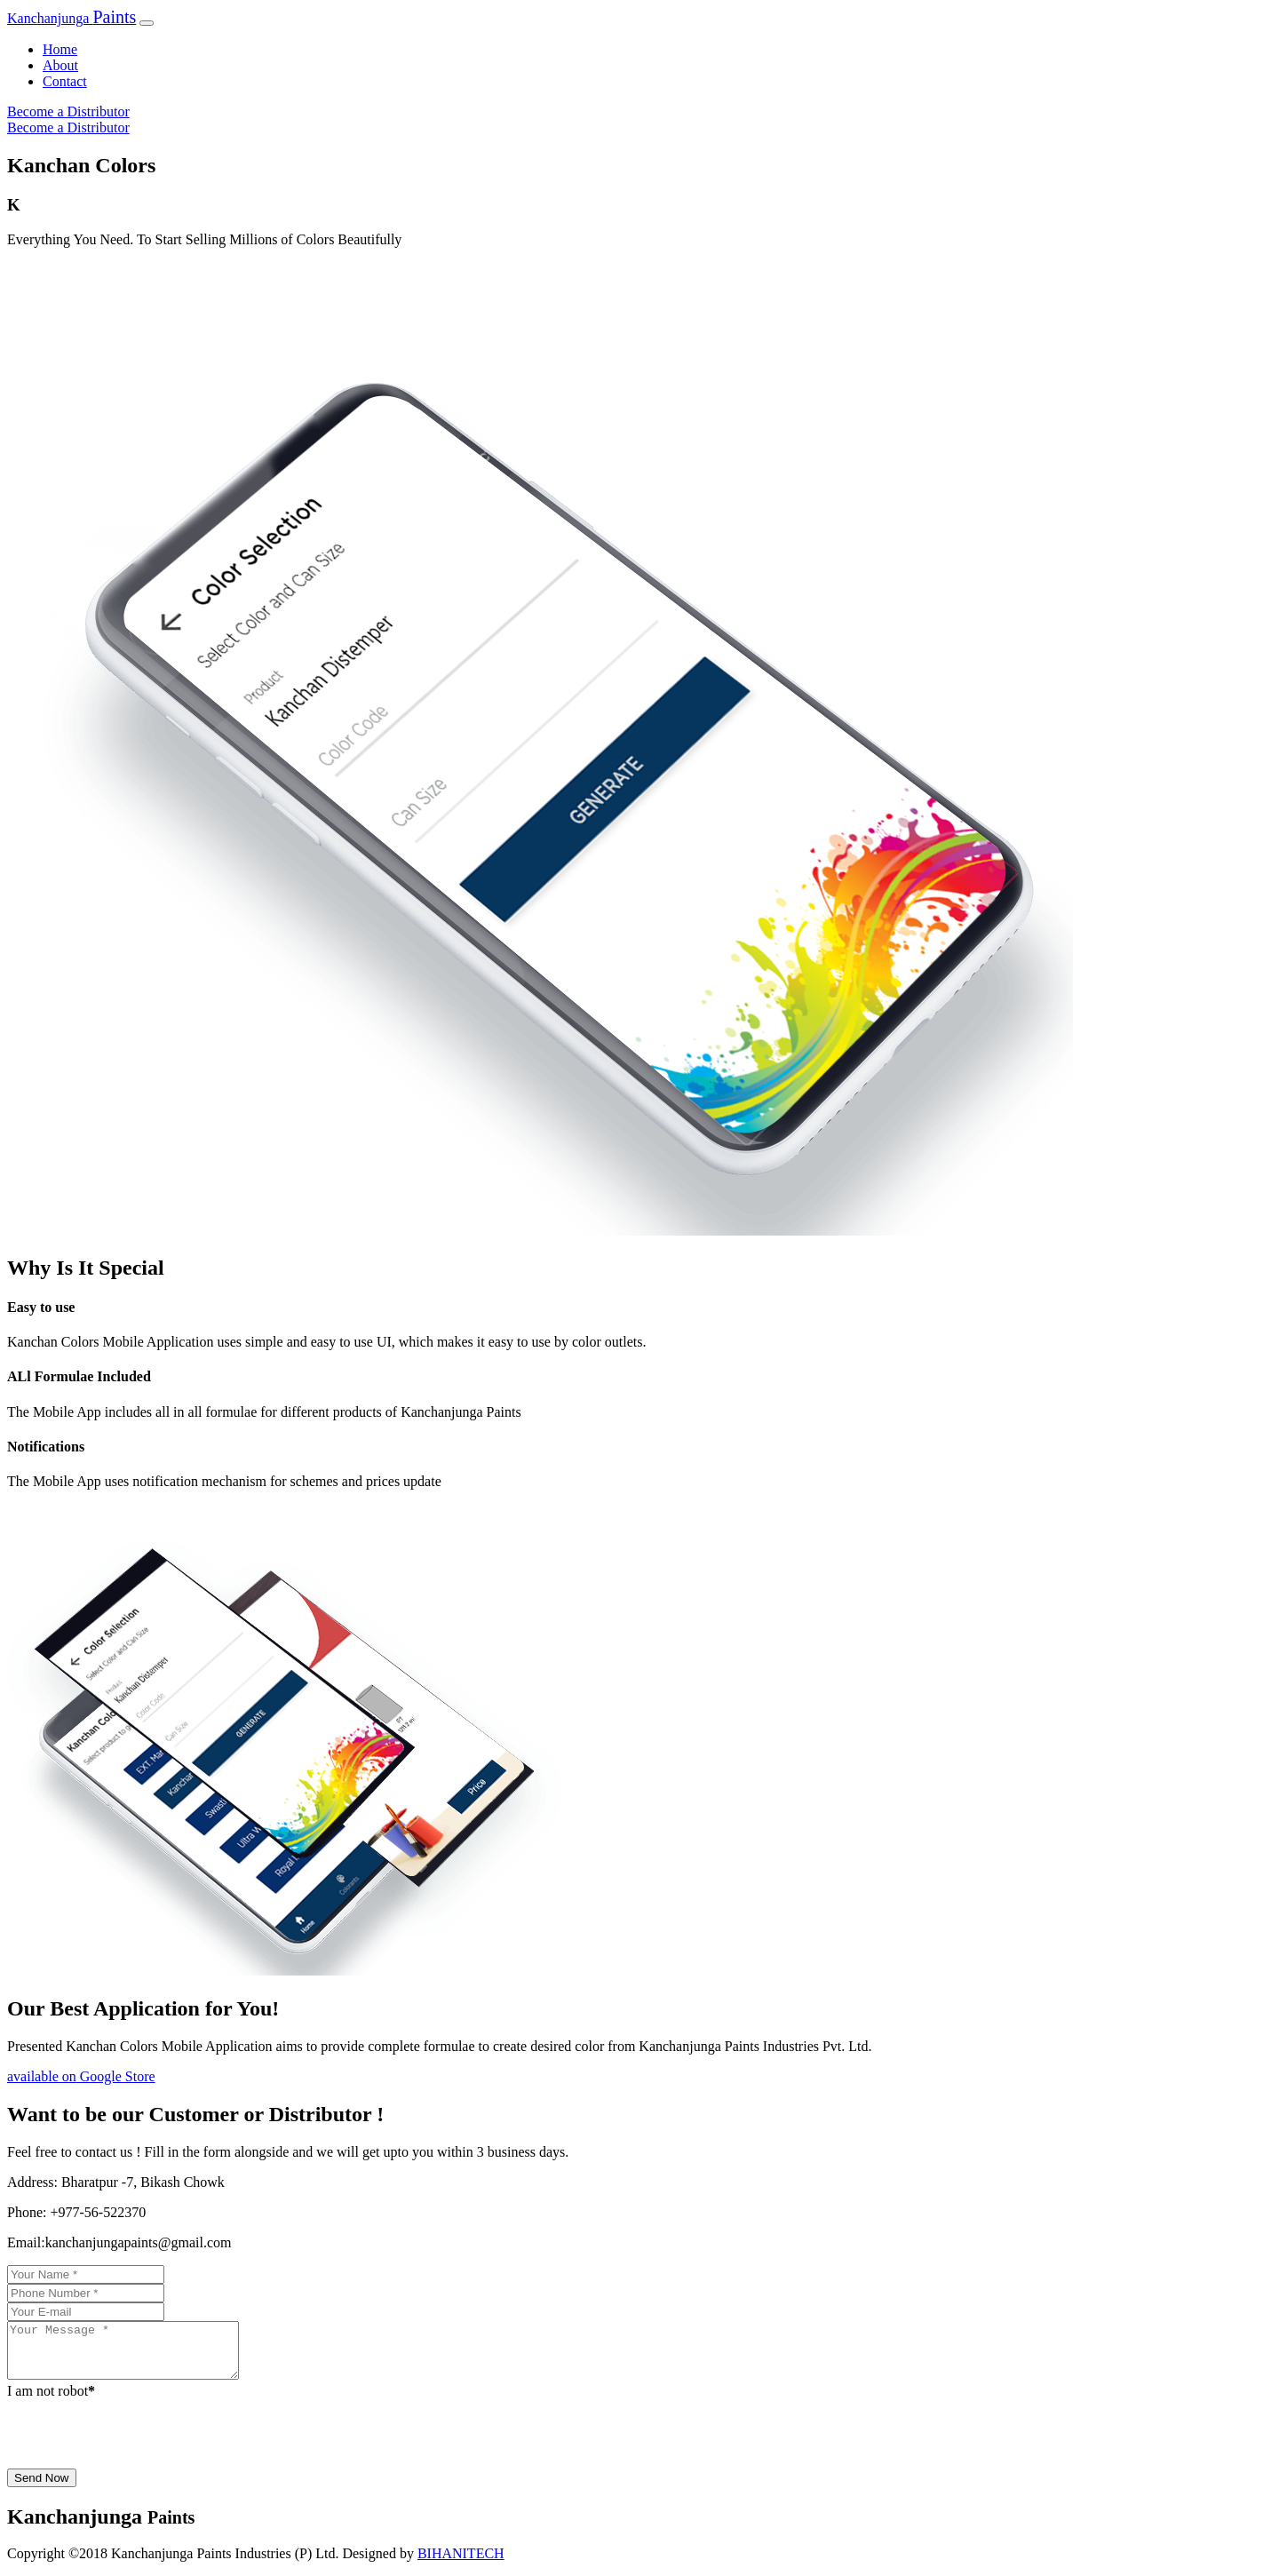 Kanchanjunga Paints
Home
About
Contact
Become a Distributor
Become a Distributor
Kanchan Colors
K
Everything You Need. To Start Selling Millions of Colors Beautifully
Color Selection
Select Color and Can Size
Product
Kanchan Distemper
Color Code
Can Size
GENERATE
Why Is It Special
Easy to use
Kanchan Colors Mobile Application uses simple and easy to use UI, which makes it easy to use by color outlets.
ALl Formulae Included
The Mobile App includes all in all formulae for different products of Kanchanjunga Paints
Notifications
The Mobile App uses notification mechanism for schemes and prices update
Color Selection
Select Color and Can Size
Product
Kanchan Distemper
Color Code
Can Size
GENERATE
Kanchan Colo
Select product to
EXT. Mar
Kanchan
Swasti
Ultra W
Royal
Home
Colorants
Price
Our Best Application for You!
Presented Kanchan Colors Mobile Application aims to provide complete formulae to create desired color from Kanchanjunga Paints Industries Pvt. Ltd.
available on Google Store
Want to be our Customer or Distributor !
Feel free to contact us ! Fill in the form alongside and we will get upto you within 3 business days.
Address: Bharatpur -7, Bikash Chowk
Phone: +977-56-522370
Email:kanchanjungapaints@gmail.com
Your Name *
Phone Number *
Your E-mail
Your Message *
I am not robot*
Send Now
Kanchanjunga Paints
Copyright ©2018 Kanchanjunga Paints Industries (P) Ltd. Designed by BIHANITECH